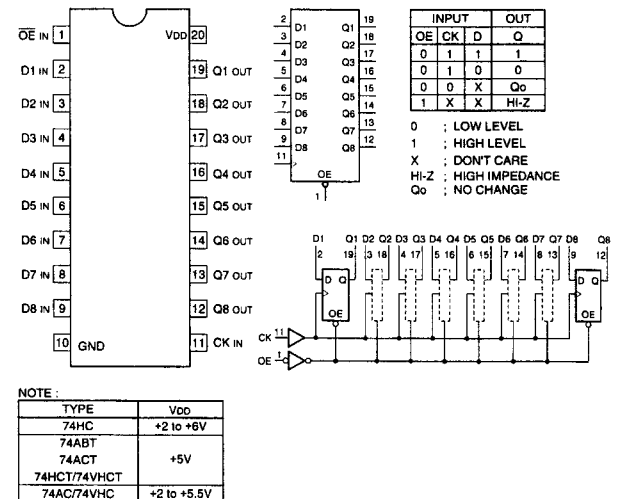 OE IN 1
VDD 20
D1 IN 2
19 Q1 OUT
D2 IN 3
18 Q2 OUT
D3 IN 4
17 Q3 OUT
D4 IN 5
16 Q4 OUT
D5 IN 6
15 Q5 OUT
D6 IN 7
14 Q6 OUT
D7 IN 8
13 Q7 OUT
D8 IN 9
12 Q8 OUT
10 GND
11 CK IN
2 D1 Q1 19
3 D2 Q2 18
4 D3 Q3 17
5 D4 Q4 16
6 D5 Q5 15
7 D6 Q6 14
8 D7 Q7 13
9 D8 Q8 12
11
OE
1
INPUT OUT
OE CK D Q
0 1 1 1
0 1 0 0
0 0 X Qo
1 X X HI-Z
0 ; LOW LEVEL
1 ; HIGH LEVEL
X ; DON'T CARE
HI-Z ; HIGH IMPEDANCE
Qo ; NO CHANGE
D1 Q1 D2 Q2 D3 Q3 D4 Q4 D5 Q5 D6 Q6 D7 Q7 D8 Q8
2 19 3 18 4 17 5 16 6 15 7 14 8 13 9 12
D Q D Q
OE OE
CK 11
OE 1
NOTE :
TYPE VDD
74HC +2 to +6V
74ABT
74ACT +5V
74HCT/74VHCT
74AC/74VHC +2 to +5.5V